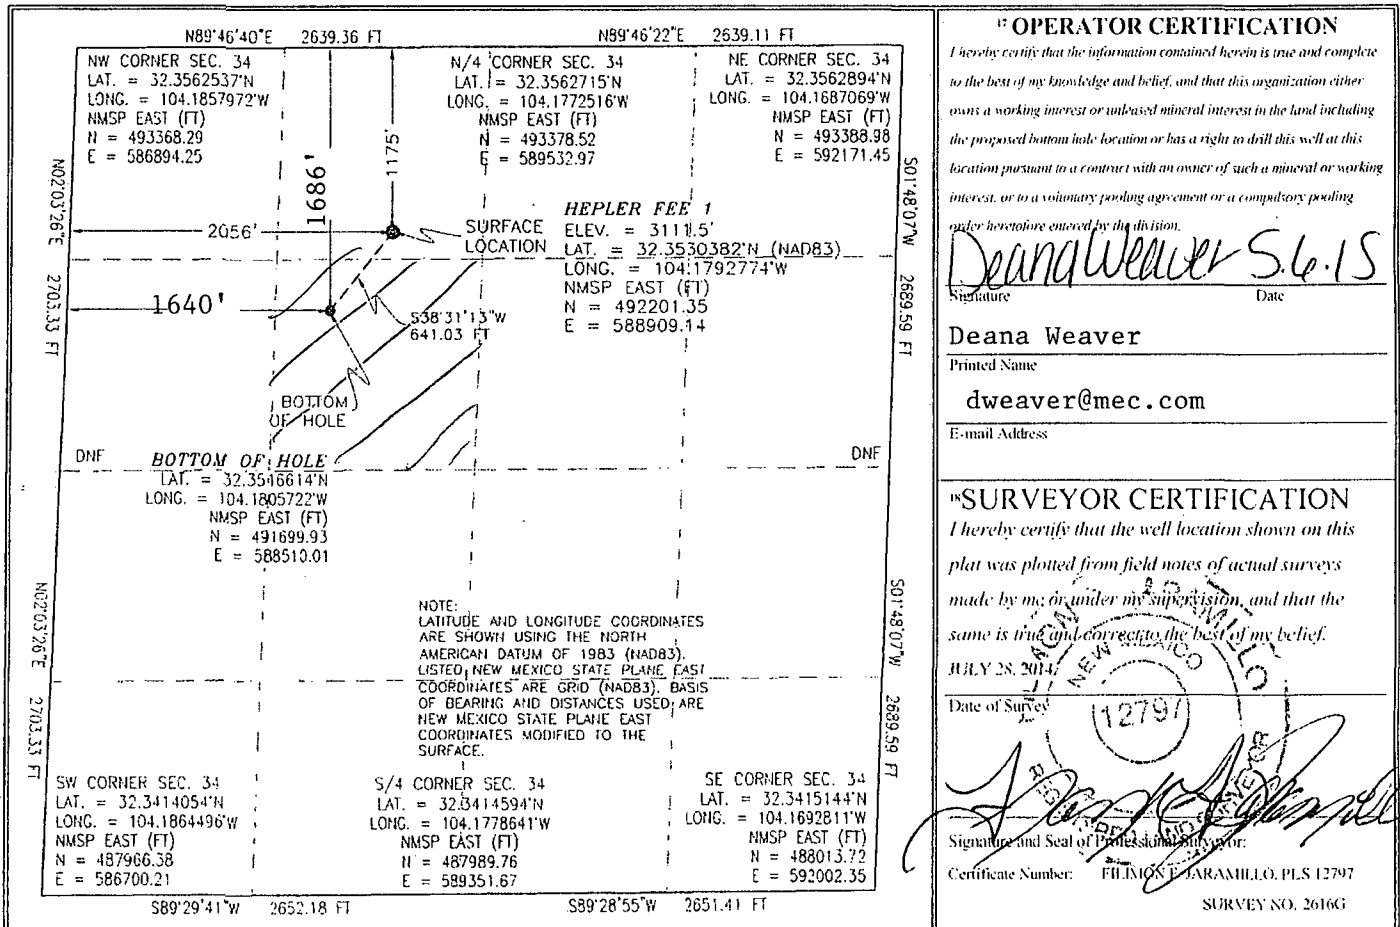 N89°46'40"E 2639.36 FT
N89°46'22"E 2639.11 FT
NW CORNER SEC. 34
LAT. = 32.3562537'N
LONG. = 104.1857972'W
NMSP EAST (FT)
N = 493368.29
E = 586894.25
N/4 CORNER SEC. 34
LAT. = 32.3562715'N
LONG. = 104.1772516'W
NMSP EAST (FT)
N = 493378.52
E = 589532.97
NE CORNER SEC. 34
LAT. = 32.3562894'N
LONG. = 104.1687069'W
NMSP EAST (FT)
N = 493388.98
E = 592171.45
1686'
1175'
N02°03'26"E 2703.33 FT
S01°48'07"W 2689.59 FT
2056'
SURFACE
LOCATION
HEPLER FEE 1
ELEV. = 3111.5'
LAT. = 32.3530382'N (NAD83)
LONG. = 104.1792774'W
NMSP EAST (FT)
N = 492201.35
E = 588909.14
1640'
S38°31'13"W
641.03 FT
BOTTOM
OF HOLE
DNF
DNF
BOTTOM OF HOLE
LAT. = 32.3516614'N
LONG. = 104.1805722'W
NMSP EAST (FT)
N = 491699.93
E = 588510.01
NOTE:
LATITUDE AND LONGITUDE COORDINATES
ARE SHOWN USING THE NORTH
AMERICAN DATUM OF 1983 (NAD83).
LISTED NEW MEXICO STATE PLANE EAST
COORDINATES ARE GRID (NAD83). BASIS
OF BEARING AND DISTANCES USED ARE
NEW MEXICO STATE PLANE EAST
COORDINATES MODIFIED TO THE
SURFACE.
N02°03'26"E 2703.33 FT
S01°48'07"W 2689.59 FT
SW CORNER SEC. 34
LAT. = 32.3414054'N
LONG. = 104.1864496'W
NMSP EAST (FT)
N = 487966.38
E = 586700.21
S/4 CORNER SEC. 34
LAT. = 32.3414594'N
LONG. = 104.1778641'W
NMSP EAST (FT)
N = 487989.76
E = 589351.67
SE CORNER SEC. 34
LAT. = 32.3415144'N
LONG. = 104.1692811'W
NMSP EAST (FT)
N = 488013.72
E = 592002.35
S89°29'41"W 2652.18 FT
S89°28'55"W 2651.41 FT
17 OPERATOR CERTIFICATION
I hereby certify that the information contained herein is true and complete
to the best of my knowledge and belief, and that this organization either
owns a working interest or unleased mineral interest in the land including
the proposed bottom hole location or has a right to drill this well at this
location pursuant to a contract with an owner of such a mineral or working
interest, or to a voluntary pooling agreement or a compulsory pooling
order heretofore entered by the division.
Deana Weaver 5.6.15
Signature Date
Deana Weaver
Printed Name
dweaver@mec.com
E-mail Address
18 SURVEYOR CERTIFICATION
I hereby certify that the well location shown on this
plat was plotted from field notes of actual surveys
made by me or under my supervision, and that the
same is true and correct to the best of my belief.
JULY 28, 2014
Date of Survey
NEW MEXICO
12797
Signature and Seal of Professional Surveyor:
Certificate Number: FILIMON F. JARAMILLO, PLS 12797
SURVEY NO. 2616G